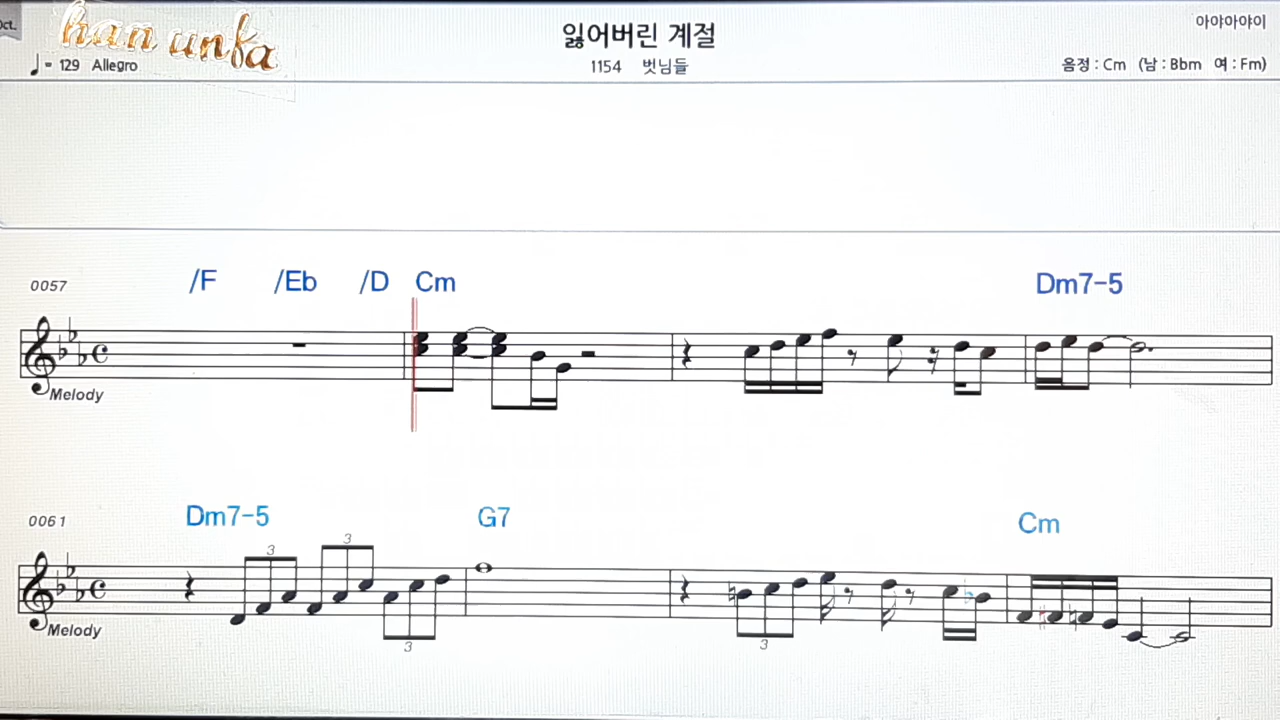 Oct.
han unfa
잃어버린 계절
아야아야이
♩= 129 Allegro
1154 벗님들
음정 : Cm (남 : Bbm 여 : Fm)
0057
/F /Eb /D Cm Dm7-5
Melody
0061
Dm7-5 G7 Cm
3 3
Melody
3 3